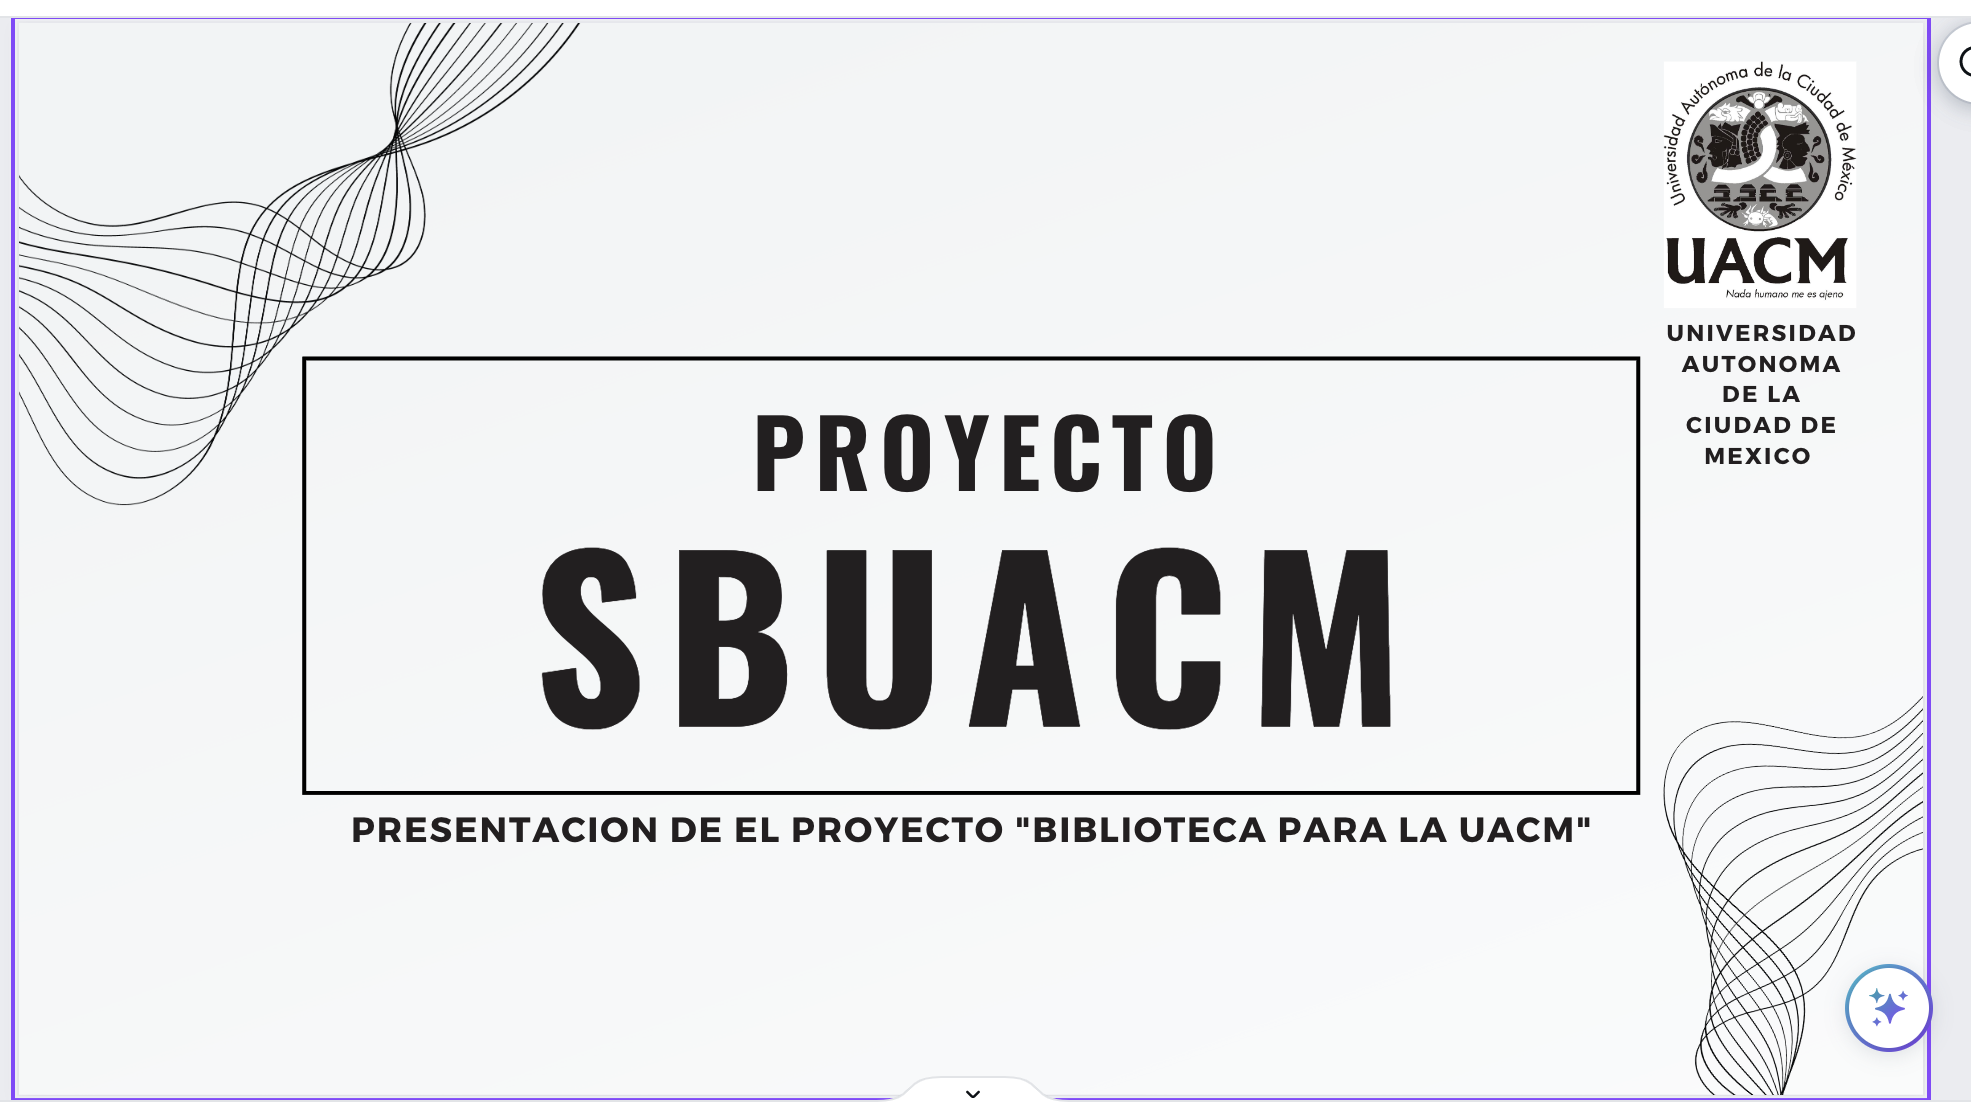 Universidad Autónoma de la Ciudad de México
UACM
Nada humano me es ajeno
UNIVERSIDAD
AUTONOMA
DE LA
CIUDAD DE
MEXICO
PROYECTO
SBUACM
PRESENTACION DE EL PROYECTO "BIBLIOTECA PARA LA UACM"